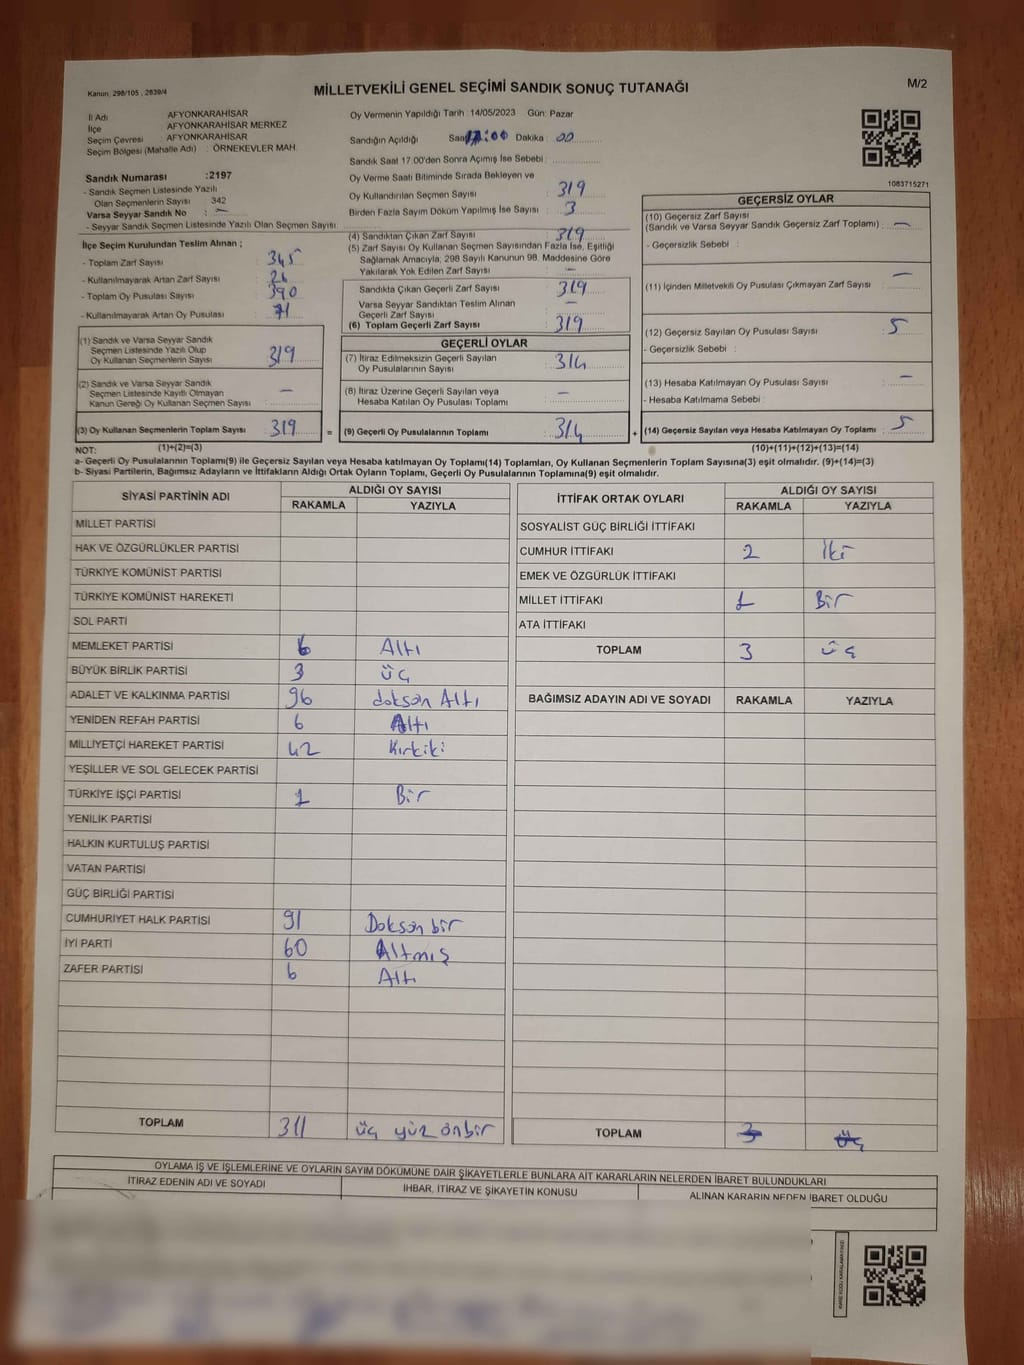 Kanun, 298/105 , 2839/4
MİLLETVEKİLİ GENEL SEÇİMİ SANDIK SONUÇ TUTANAĞI
M/2
İl Adı : AFYONKARAHİSAR
İlçe : AFYONKARAHİSAR MERKEZ
Seçim Çevresi : AFYONKARAHİSAR
Seçim Bölgesi (Mahalle Adı) : ÖRNEKEVLER MAH.
Sandık Numarası :2197
- Sandık Seçmen Listesinde Yazılı
Olan Seçmenlerin Sayısı 342
Varsa Seyyar Sandık No : —
- Seyyar Sandık Seçmen Listesinde Yazılı Olan Seçmen Sayısı
Oy Vermenin Yapıldığı Tarih :14/05/2023 Gün: Pazar
Sandığın Açıldığı Saat 17:00 Dakika : 00
Sandık Saat 17.00'den Sonra Açımış İse Sebebi :
Oy Verme Saati Bitiminde Sırada Bekleyen ve
Oy Kullandırılan Seçmen Sayısı : 319
Birden Fazla Sayım Döküm Yapılmış İse Sayısı : 3
1083715271
İlçe Seçim Kurulundan Teslim Alınan ;
- Toplam Zarf Sayısı : 345
- Kullanılmayarak Artan Zarf Sayısı : 26
- Toplam Oy Pusulası Sayısı : 390
- Kullanılmayarak Artan Oy Pusulası : 71
(4) Sandıktan Çıkan Zarf Sayısı : 319
(5) Zarf Sayısı Oy Kullanan Seçmen Sayısından Fazla İse, Eşitliği
Sağlamak Amacıyla, 298 Sayılı Kanunun 98. Maddesine Göre
Yakılarak Yok Edilen Zarf Sayısı : —
Sandıkta Çıkan Geçerli Zarf Sayısı : 319
Varsa Seyyar Sandıktan Teslim Alınan
Geçerli Zarf Sayısı : —
(6) Toplam Geçerli Zarf Sayısı : 319
GEÇERSİZ OYLAR
(10) Geçersiz Zarf Sayısı
(Sandık ve Varsa Seyyar Sandık Geçersiz Zarf Toplamı) : —
- Geçersizlik Sebebi :
(11) İçinden Milletvekili Oy Pusulası Çıkmayan Zarf Sayısı : —
(12) Geçersiz Sayılan Oy Pusulası Sayısı : 5
- Geçersizlik Sebebi :
(13) Hesaba Katılmayan Oy Pusulası Sayısı : —
- Hesaba Katılmama Sebebi :
(14) Geçersiz Sayılan veya Hesaba Katılmayan Oy Toplamı : 5
(1) Sandık ve Varsa Seyyar Sandık
Seçmen Listesinde Yazılı Olup
Oy Kullanan Seçmenlerin Sayısı : 319
(2) Sandık ve Varsa Seyyar Sandık
Seçmen Listesinde Kayıtlı Olmayan
Kanun Gereği Oy Kullanan Seçmen Sayısı : —
(3) Oy Kullanan Seçmenlerin Toplam Sayısı : 319
=
GEÇERLİ OYLAR
(7) İtiraz Edilmeksizin Geçerli Sayılan
Oy Pusulalarının Sayısı : 314
(8) İtiraz Üzerine Geçerli Sayılan veya
Hesaba Katılan Oy Pusulası Toplamı : —
(9) Geçerli Oy Pusulalarının Toplamı : 314
+
NOT: (1)+(2)=(3) (10)+(11)+(12)+(13)=(14)
a- Geçerli Oy Pusulalarının Toplamı(9) ile Geçersiz Sayılan veya Hesaba katılmayan Oy Toplamı(14) Toplamları, Oy Kullanan Seçmenlerin Toplam Sayısına(3) eşit olmalıdır. (9)+(14)=(3)
b- Siyasi Partilerin, Bağımsız Adayların ve İttifakların Aldığı Ortak Oyların Toplamı, Geçerli Oy Pusulalarının Toplamına(9) eşit olmalıdır.
SİYASİ PARTİNİN ADI ALDIĞI OY SAYISI
RAKAMLA YAZIYLA
MİLLET PARTİSİ
HAK VE ÖZGÜRLÜKLER PARTİSİ
TÜRKİYE KOMÜNİST PARTİSİ
TÜRKİYE KOMÜNİST HAREKETİ
SOL PARTİ
MEMLEKET PARTİSİ 6 Altı
BÜYÜK BİRLİK PARTİSİ 3 üç
ADALET VE KALKINMA PARTİSİ 96 doksan Altı
YENİDEN REFAH PARTİSİ 6 Altı
MİLLİYETÇİ HAREKET PARTİSİ 42 Kırkiki
YEŞİLLER VE SOL GELECEK PARTİSİ
TÜRKİYE İŞÇİ PARTİSİ 1 Bir
YENİLİK PARTİSİ
HALKIN KURTULUŞ PARTİSİ
VATAN PARTİSİ
GÜÇ BİRLİĞİ PARTİSİ
CUMHURİYET HALK PARTİSİ 91 Doksan bir
İYİ PARTİ 60 Altmış
ZAFER PARTİSİ 6 Altı
TOPLAM 311 üç yüz onbir
İTTİFAK ORTAK OYLARI ALDIĞI OY SAYISI
RAKAMLA YAZIYLA
SOSYALİST GÜÇ BİRLİĞİ İTTİFAKI
CUMHUR İTTİFAKI 2 İki
EMEK VE ÖZGÜRLÜK İTTİFAKI
MİLLET İTTİFAKI 1 Bir
ATA İTTİFAKI
TOPLAM 3 üç
BAĞIMSIZ ADAYIN ADI VE SOYADI RAKAMLA YAZIYLA
TOPLAM 3 üç
OYLAMA İŞ VE İŞLEMLERİNE VE OYLARIN SAYIM DÖKÜMÜNE DAİR ŞİKAYETLERLE BUNLARA AİT KARARLARIN NELERDEN İBARET BULUNDUKLARI
İTİRAZ EDENİN ADI VE SOYADI İHBAR, İTİRAZ VE ŞİKAYETİN KONUSU ALINAN KARARIN NEDEN İBARET OLDUĞU